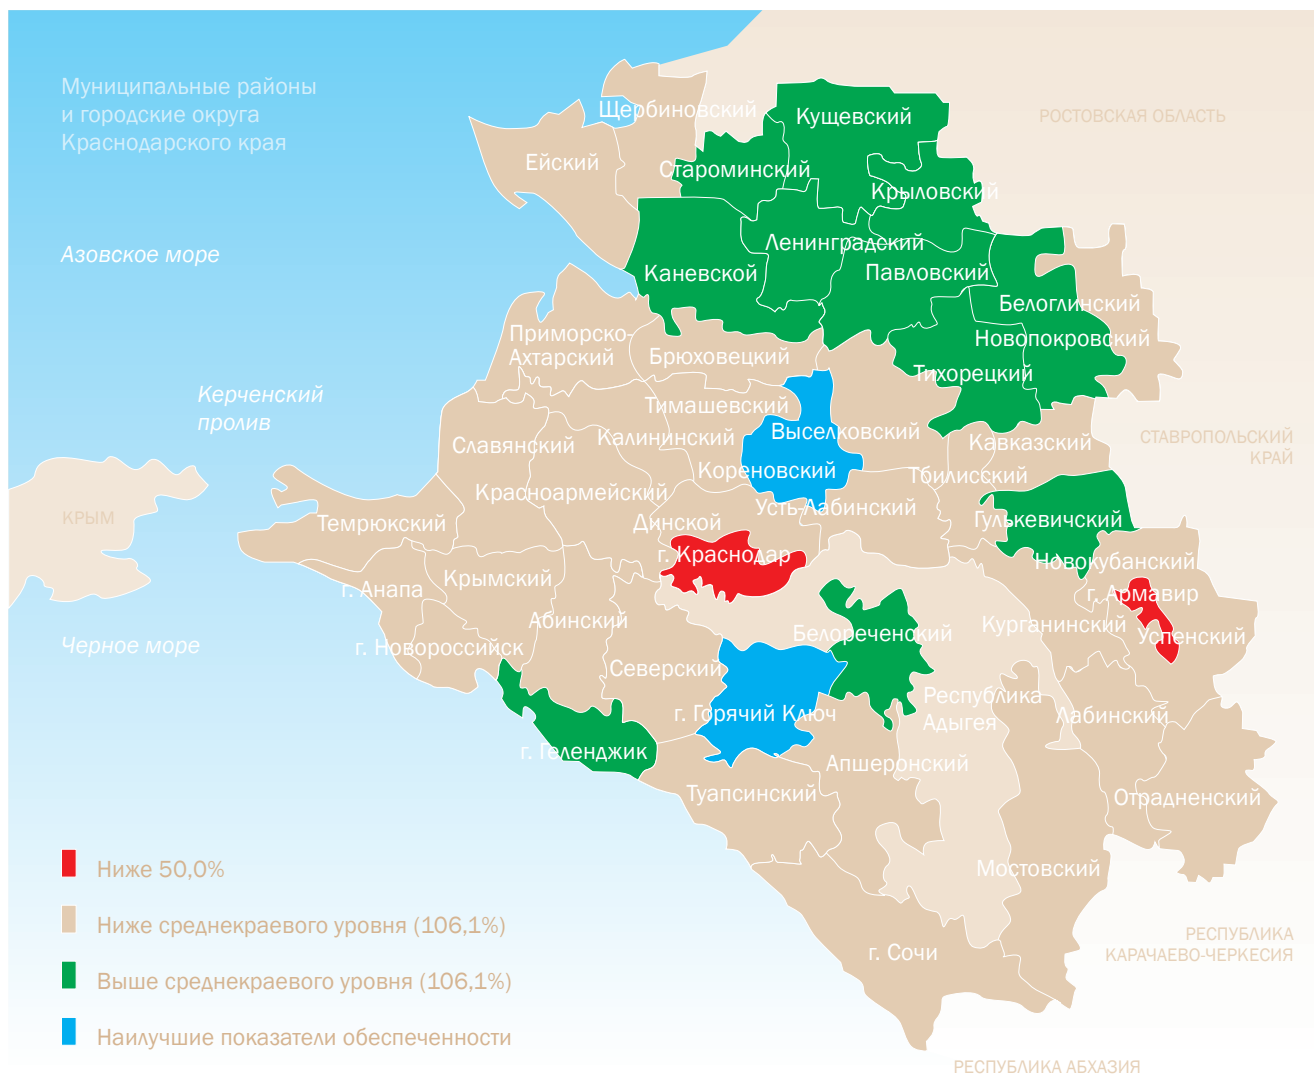 Муниципальные районы
и городские округа
Краснодарского края
Щербиновский
Кущевский
РОСТОВСКАЯ ОБЛАСТЬ
Ейский
Староминский
Крыловский
Азовское море
Ленинградский
Каневской
Павловский
Белоглинский
Приморско-
Ахтарский
Новопокровский
Брюховецкий
Тихорецкий
Керченский
пролив
Тимашевский
Выселковский
Славянский
Калининский
Кавказский
СТАВРОПОЛЬСКИЙ
КРАЙ
Кореновский
Тбилисский
Красноармейский
Усть-Лабинский
КРЫМ
Темрюкский
Динской
Гулькевичский
г. Краснодар
Новокубанский
г. Анапа
Крымский
г. Армавир
Абинский
Белореченский
Курганинский
Успенский
Черное море
г. Новороссийск
Северский
Республика
Адыгея
г. Горячий Ключ
Лабинский
г. Геленджик
Апшеронский
Туапсинский
Отрадненский
Мостовский
г. Сочи
РЕСПУБЛИКА
КАРАЧАЕВО-ЧЕРКЕСИЯ
РЕСПУБЛИКА АБХАЗИЯ
Ниже 50,0%
Ниже среднекраевого уровня (106,1%)
Выше среднекраевого уровня (106,1%)
Наилучшие показатели обеспеченности